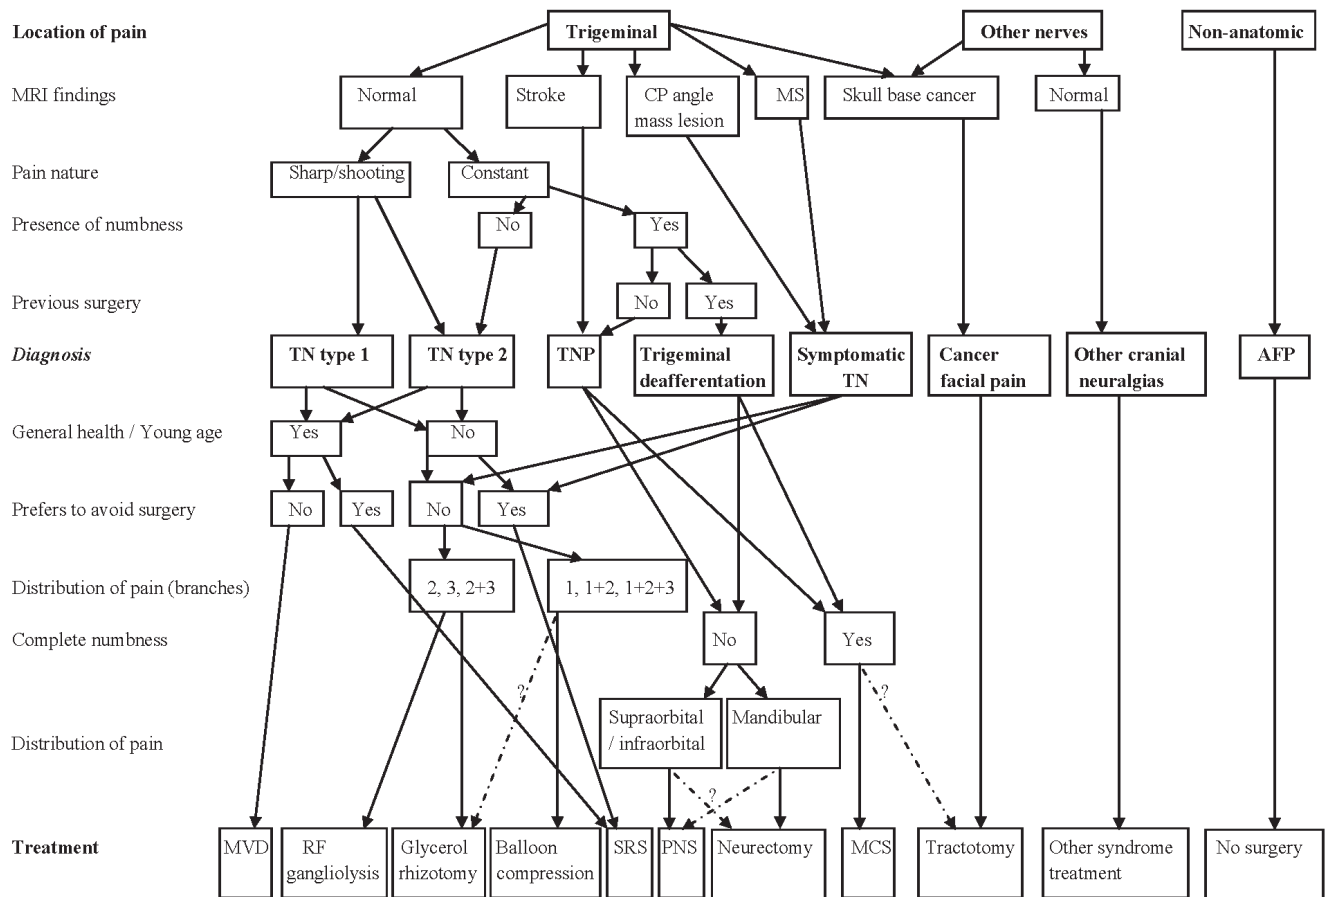 Location of pain
Trigeminal
Other nerves
Non-anatomic
MRI findings
Normal
Stroke
CP angle
mass lesion
MS
Skull base cancer
Normal
Pain nature
Sharp/shooting
Constant
Presence of numbness
No
Yes
Previous surgery
No
Yes
Diagnosis
TN type 1
TN type 2
TNP
Trigeminal
deafferentation
Symptomatic
TN
Cancer
facial pain
Other cranial
neuralgias
AFP
General health / Young age
Yes
No
Prefers to avoid surgery
No
Yes
No
Yes
Distribution of pain (branches)
2, 3, 2+3
1, 1+2, 1+2+3
Complete numbness
No
Yes
?
?
Distribution of pain
Supraorbital
/ infraorbital
Mandibular
?
Treatment
MVD
RF
gangliolysis
Glycerol
rhizotomy
Balloon
compression
SRS
PNS
Neurectomy
MCS
Tractotomy
Other syndrome
treatment
No surgery